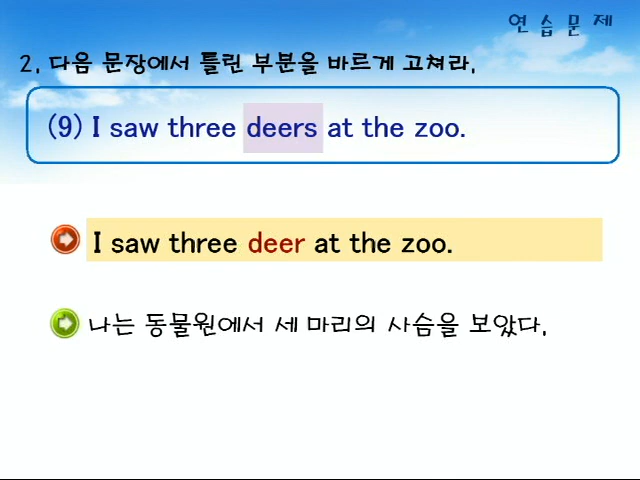 연습문제
2. 다음 문장에서 틀린 부분을 바르게 고쳐라.
(9) I saw three deers at the zoo.
I saw three deer at the zoo.
나는 동물원에서 세 마리의 사슴을 보았다.